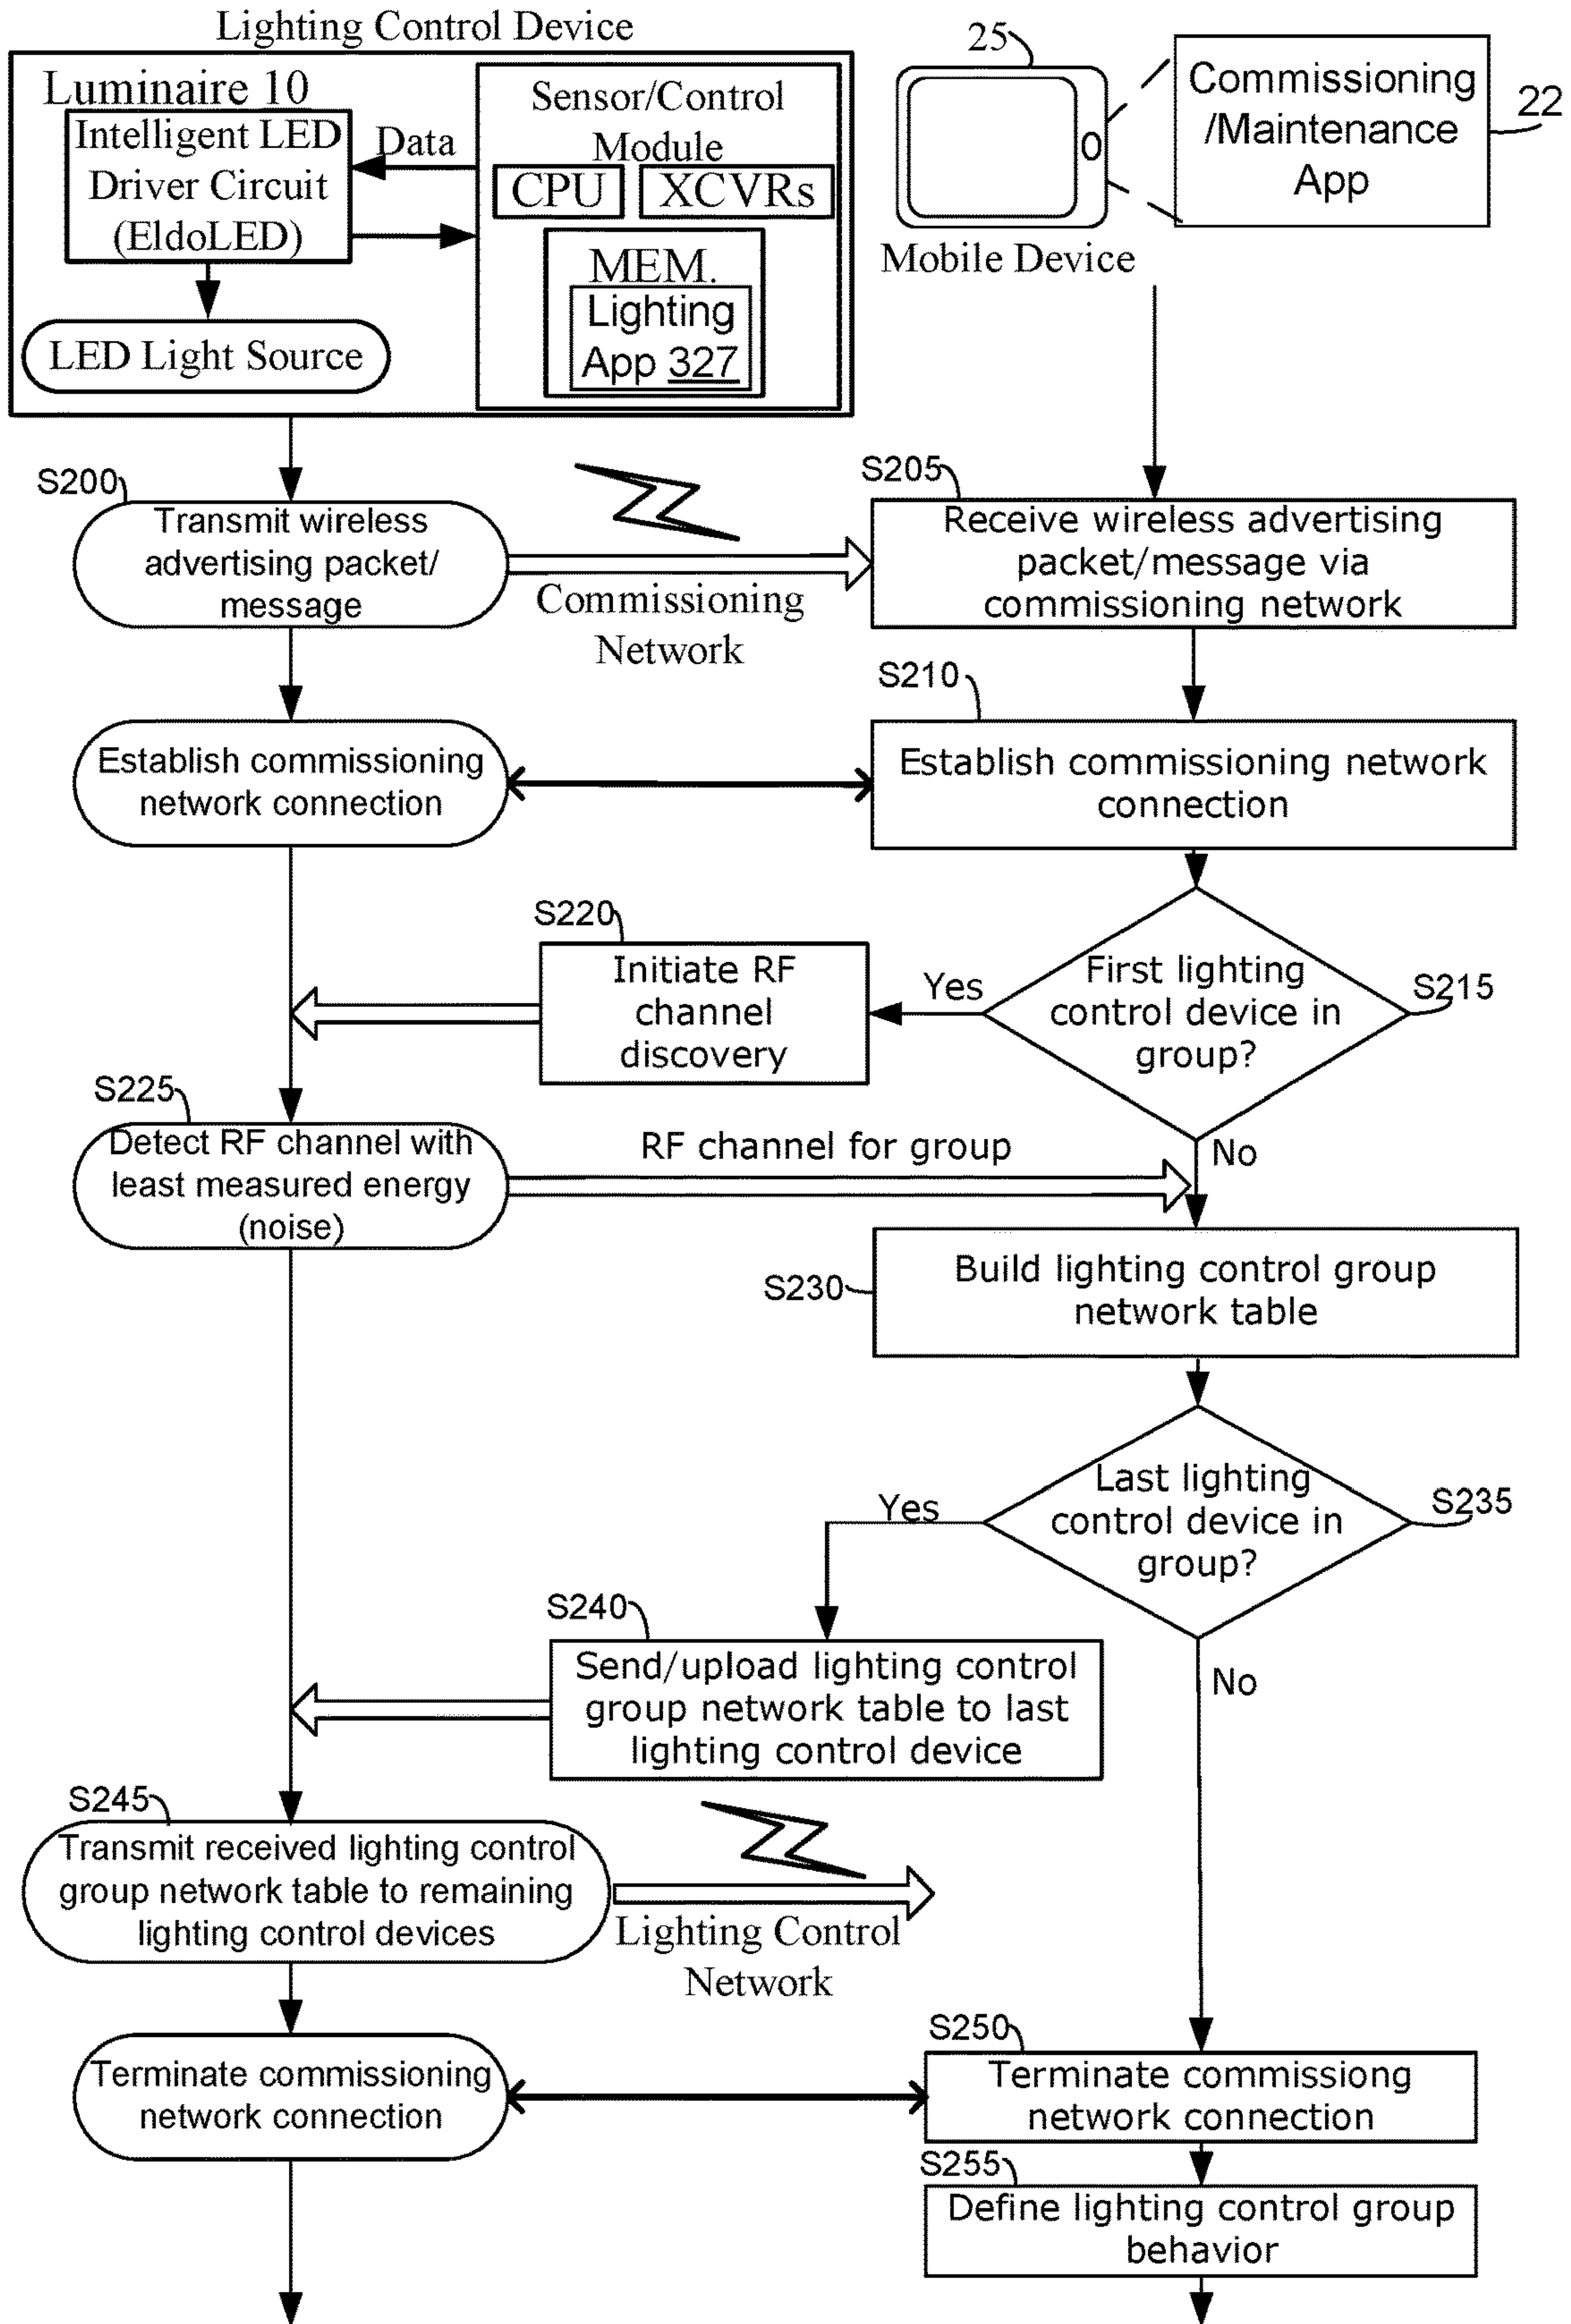 Lighting Control Device
Luminaire 10
Intelligent LED
Driver Circuit
(EldoLED)
Data
LED Light Source
Sensor/Control
Module
CPU
XCVRs
MEM.
Lighting
App 327
25
Mobile Device
Commissioning
/Maintenance
App
22
S200
Transmit wireless
advertising packet/
message
Commissioning
Network
S205
Receive wireless advertising
packet/message via
commissioning network
S210
Establish commissioning
network connection
Establish commissioning network
connection
S220
Initiate RF
channel
discovery
Yes
First lighting
control device in
group?
S215
No
S225
Detect RF channel with
least measured energy
(noise)
RF channel for group
S230
Build lighting control group
network table
Last lighting
control device in
group?
S235
Yes
No
S240
Send/upload lighting control
group network table to last
lighting control device
S245
Transmit received lighting control
group network table to remaining
lighting control devices
Lighting Control
Network
S250
Terminate commissioning
network connection
Terminate commissiong
network connection
S255
Define lighting control group
behavior